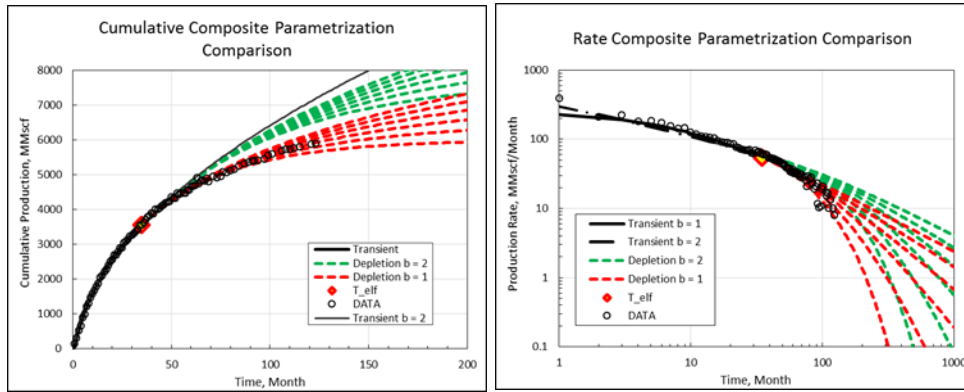 Cumulative Composite Parametrization
Comparison
Cumulative Production, MMscf
8000
7000
6000
5000
4000
3000
2000
1000
0
0 50 100 150 200
Time, Month
Transient
Depletion b = 2
Depletion b = 1
T_elf
DATA
Transient b = 2
Rate Composite Parametrization Comparison
Production Rate, MMscf/Month
1000
100
10
1
0.1
1 10 100 1000
Time, Month
Transient b = 1
Transient b = 2
Depletion b = 2
Depletion b = 1
T_elf
DATA